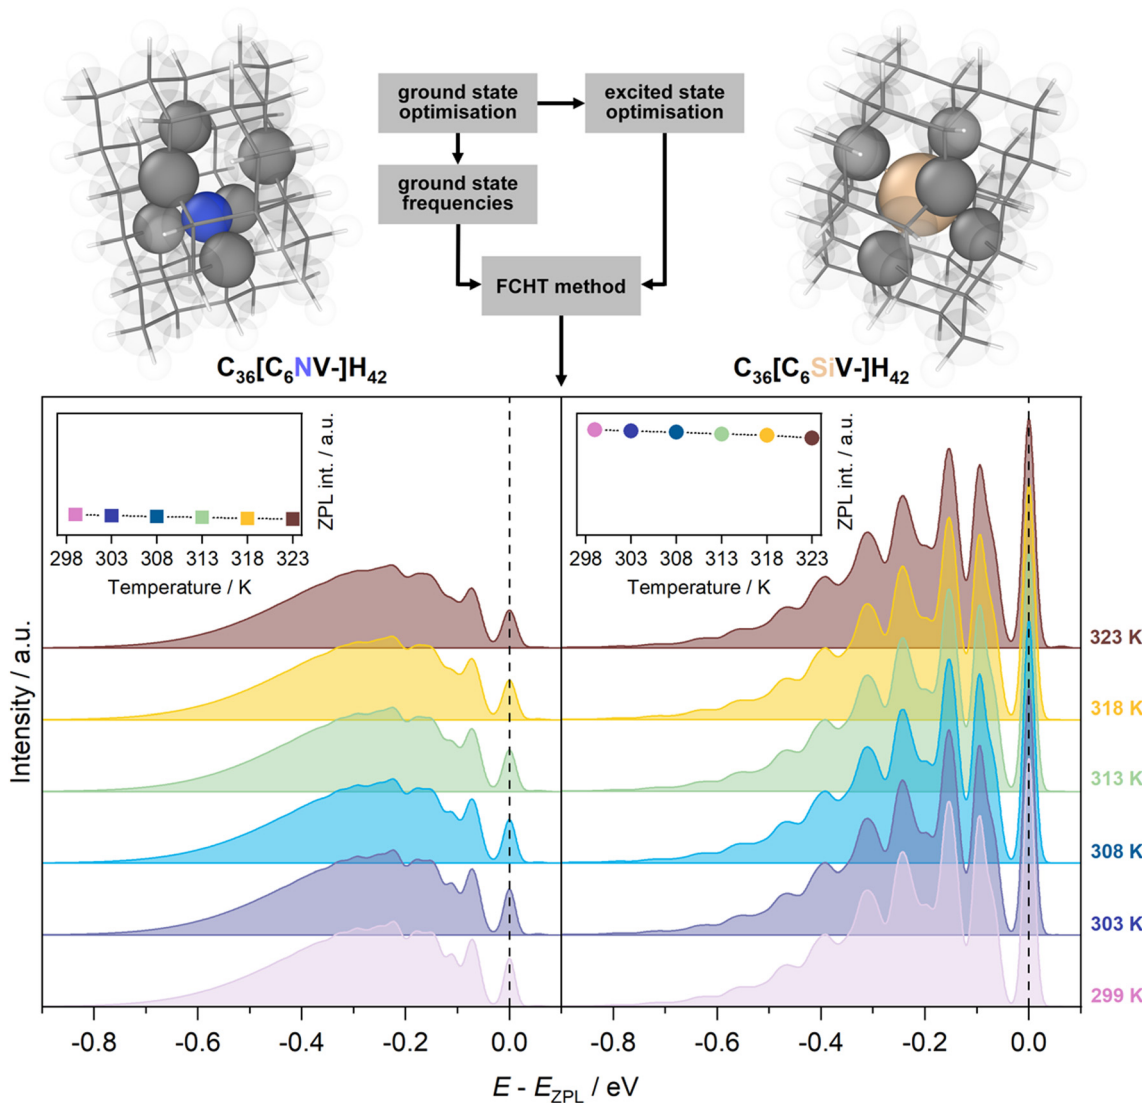 ground state
optimisation
excited state
optimisation
ground state
frequencies
FCHT method
C36[C6NV-]H42
C36[C6SiV-]H42
298 303 308 313 318 323
Temperature / K
ZPL int. / a.u.
298 303 308 313 318 323
Temperature / K
ZPL int. / a.u.
Intensity / a.u.
323 K
318 K
313 K
308 K
303 K
299 K
-0.8 -0.6 -0.4 -0.2 0.0
-0.8 -0.6 -0.4 -0.2 0.0
E - EZPL / eV